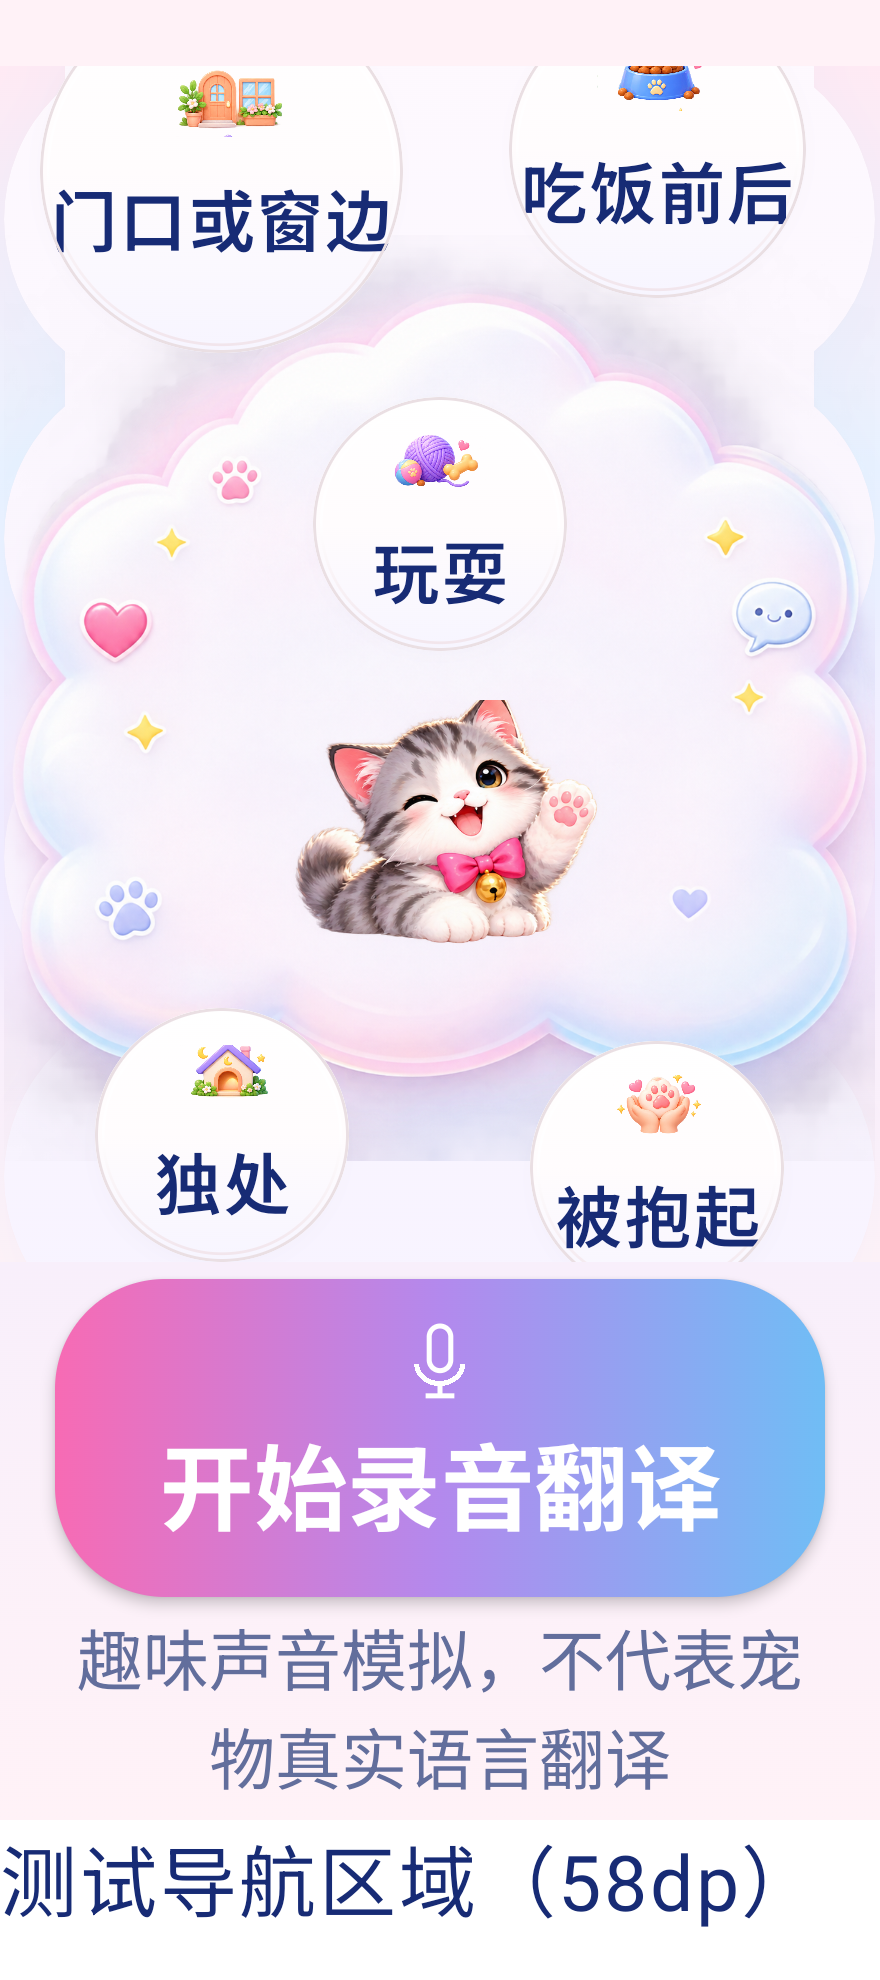 门口或窗边
吃饭前后
玩耍
独处
被抱起
开始录音翻译
趣味声音模拟，不代表宠
物真实语言翻译
测试导航区域（58dp）